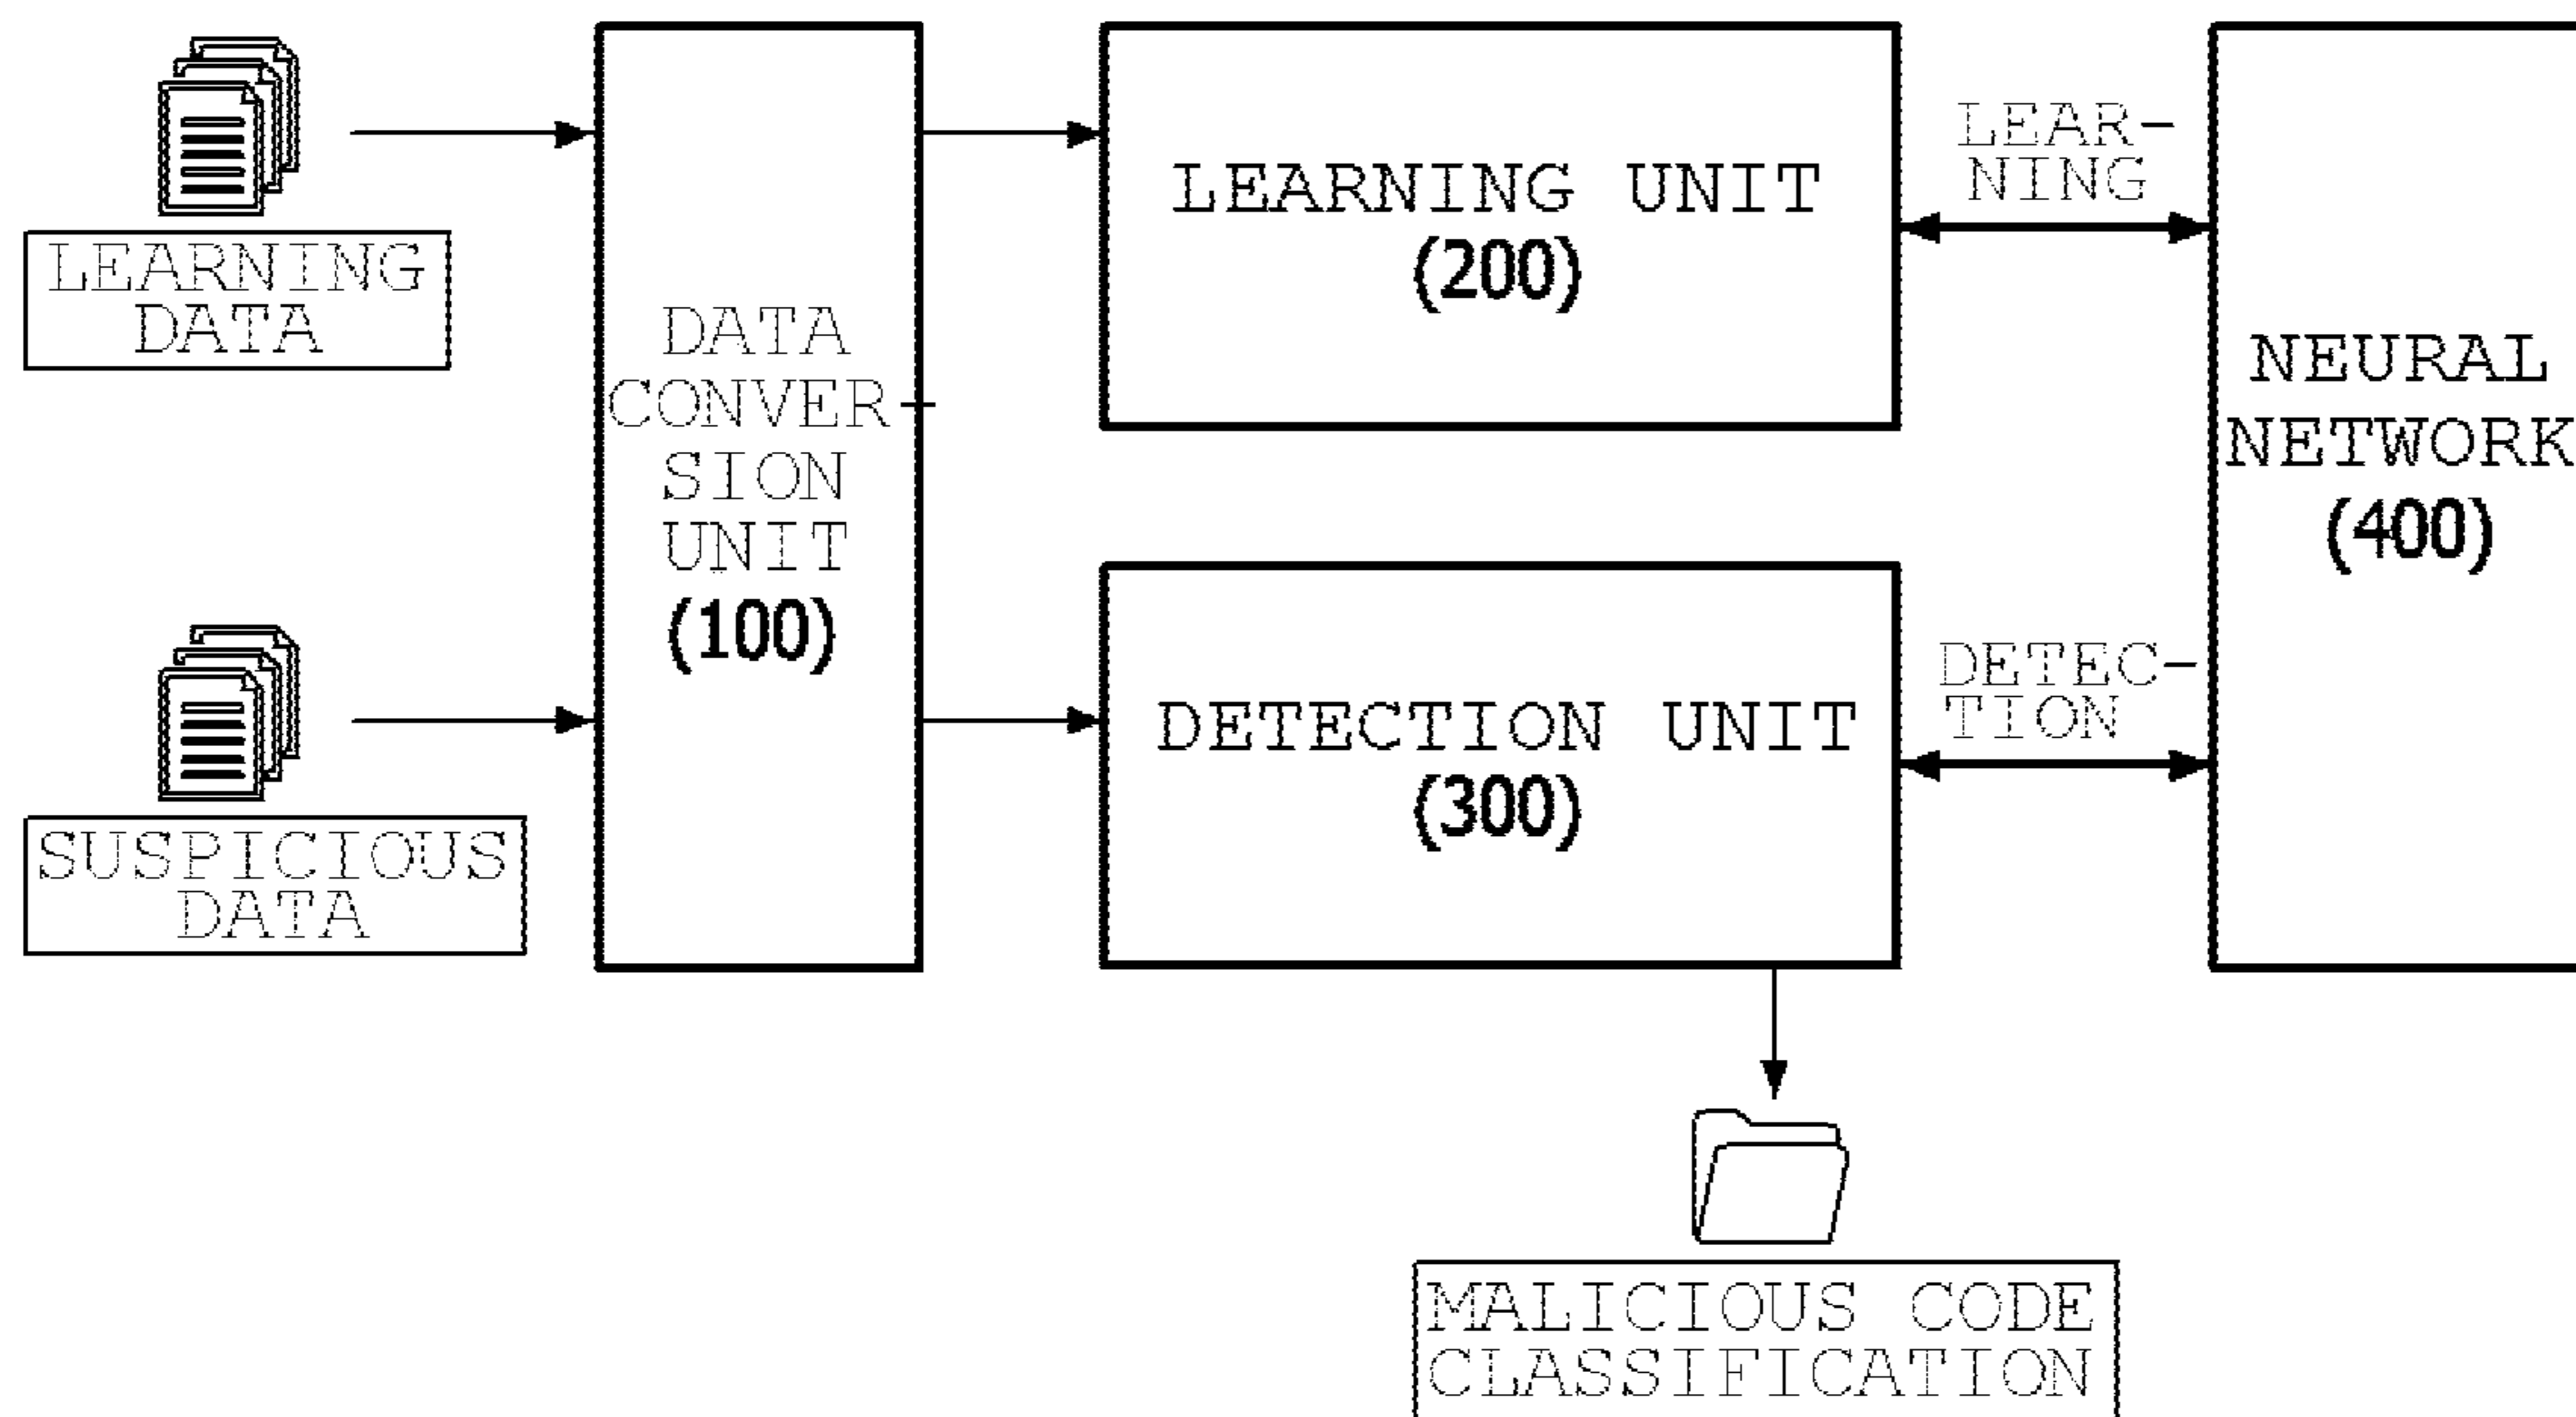 LEARNING
DATA
SUSPICIOUS
DATA
DATA
CONVER-
SION
UNIT
(100)
LEARNING UNIT
(200)
DETECTION UNIT
(300)
LEAR-
NING
DETEC-
TION
NEURAL
NETWORK
(400)
MALICIOUS CODE
CLASSIFICATION